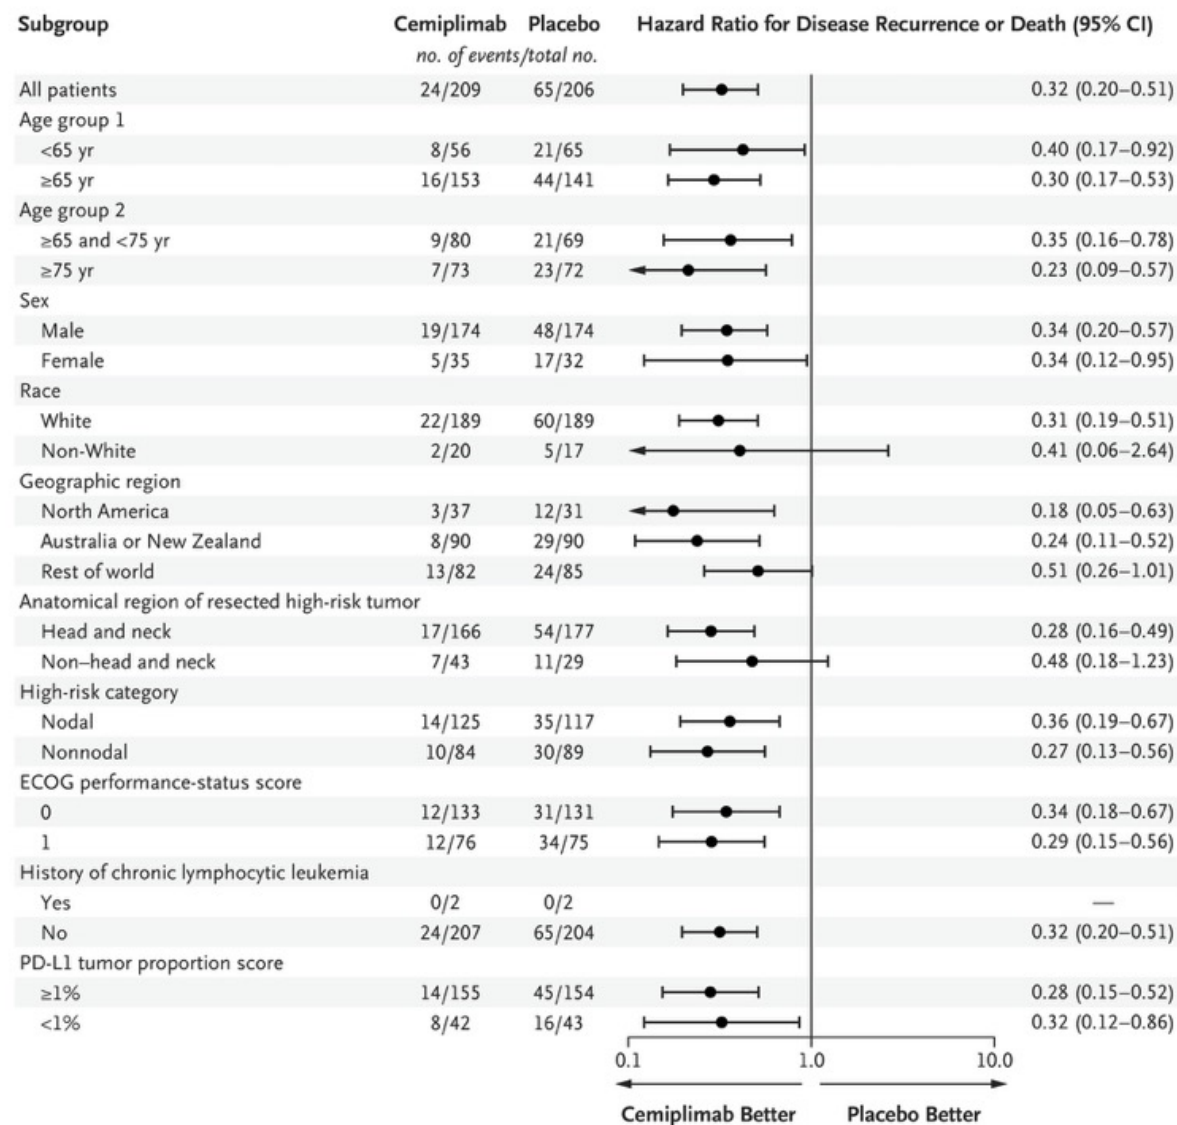 Subgroup Cemiplimab Placebo Hazard Ratio for Disease Recurrence or Death (95% CI)
no. of events/total no.
All patients 24/209 65/206 0.32 (0.20–0.51)
Age group 1
<65 yr 8/56 21/65 0.40 (0.17–0.92)
≥65 yr 16/153 44/141 0.30 (0.17–0.53)
Age group 2
≥65 and <75 yr 9/80 21/69 0.35 (0.16–0.78)
≥75 yr 7/73 23/72 0.23 (0.09–0.57)
Sex
Male 19/174 48/174 0.34 (0.20–0.57)
Female 5/35 17/32 0.34 (0.12–0.95)
Race
White 22/189 60/189 0.31 (0.19–0.51)
Non-White 2/20 5/17 0.41 (0.06–2.64)
Geographic region
North America 3/37 12/31 0.18 (0.05–0.63)
Australia or New Zealand 8/90 29/90 0.24 (0.11–0.52)
Rest of world 13/82 24/85 0.51 (0.26–1.01)
Anatomical region of resected high-risk tumor
Head and neck 17/166 54/177 0.28 (0.16–0.49)
Non–head and neck 7/43 11/29 0.48 (0.18–1.23)
High-risk category
Nodal 14/125 35/117 0.36 (0.19–0.67)
Nonnodal 10/84 30/89 0.27 (0.13–0.56)
ECOG performance-status score
0 12/133 31/131 0.34 (0.18–0.67)
1 12/76 34/75 0.29 (0.15–0.56)
History of chronic lymphocytic leukemia
Yes 0/2 0/2 —
No 24/207 65/204 0.32 (0.20–0.51)
PD-L1 tumor proportion score
≥1% 14/155 45/154 0.28 (0.15–0.52)
<1% 8/42 16/43 0.32 (0.12–0.86)
0.1 1.0 10.0
Cemiplimab Better Placebo Better